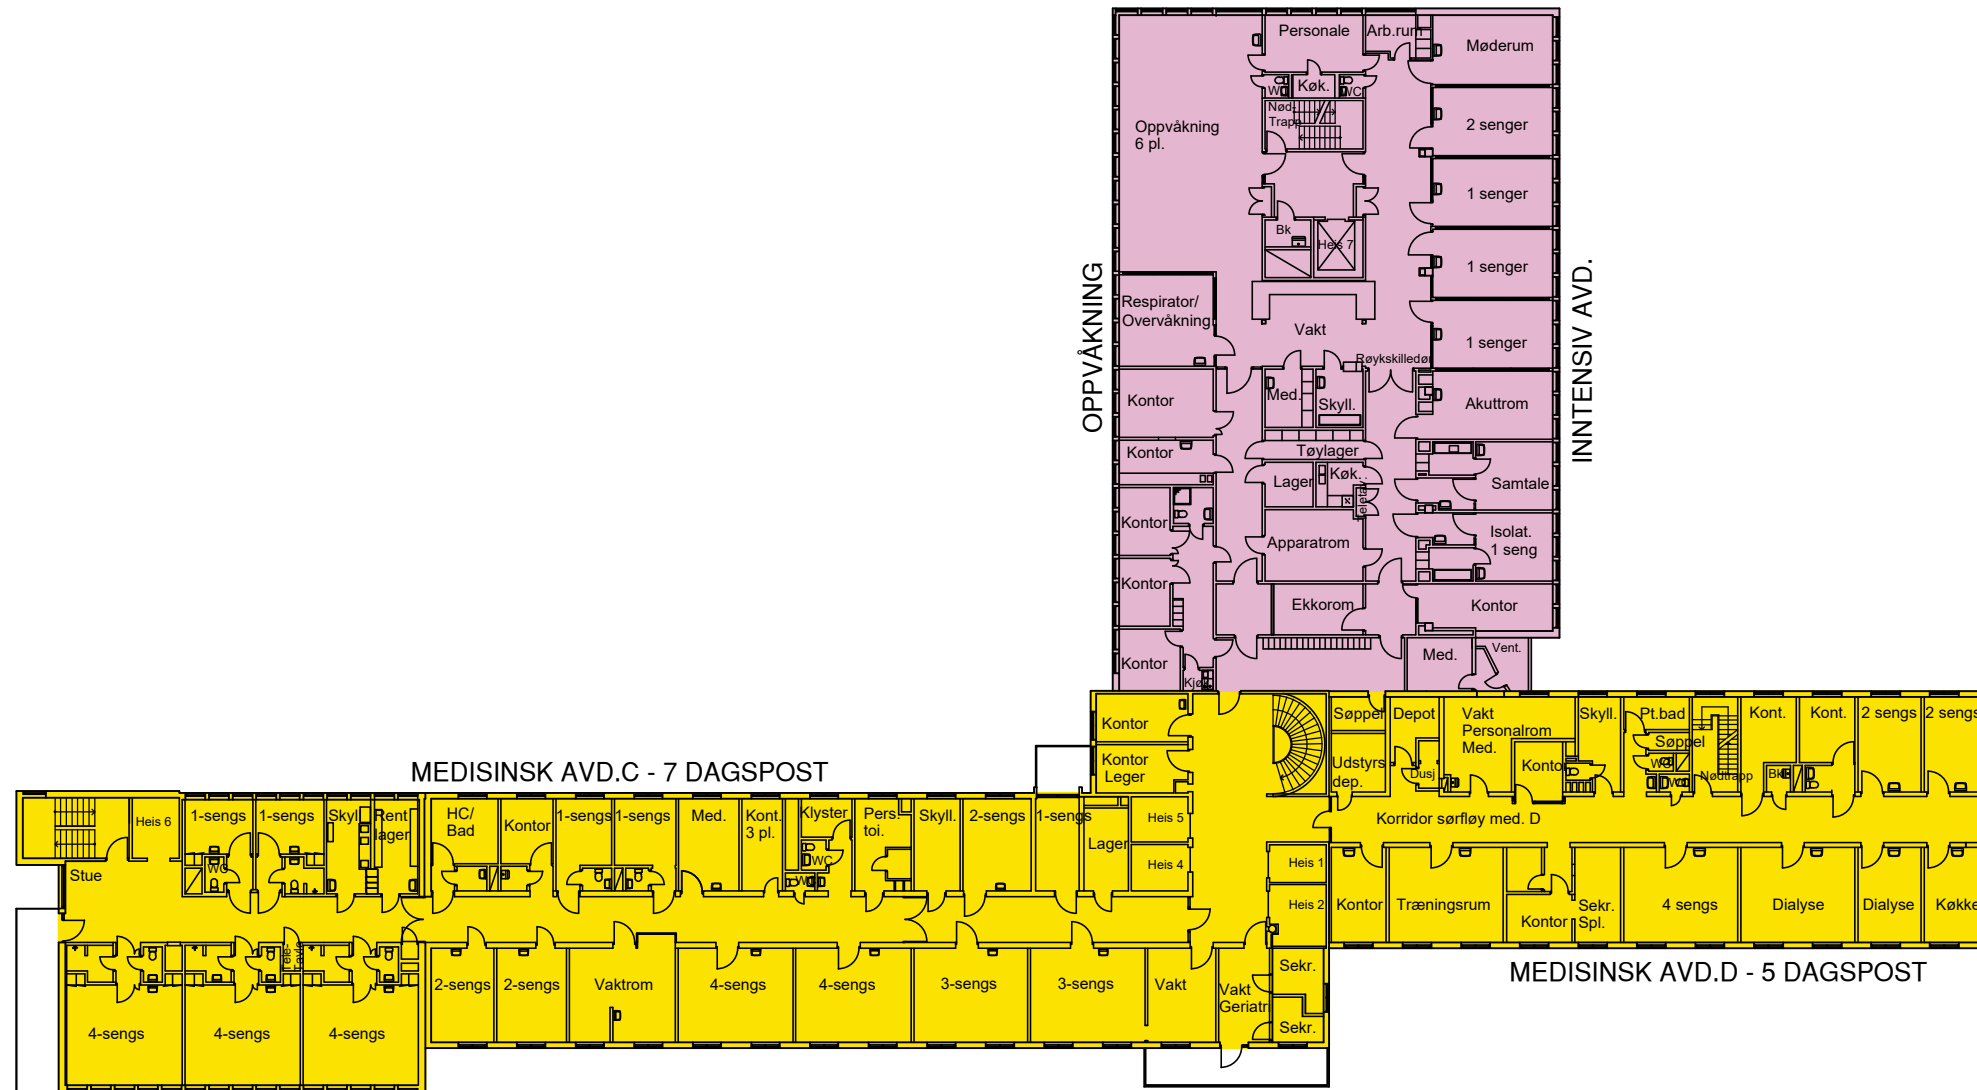 Personale
Arb.rum
Møderum
WC
Køk.
WC
Nød-
Trapp
Oppvåkning
6 pl.
2 senger
1 senger
Bk
Heis 7
1 senger
OPPVÅKNING
INNTENSIV AVD.
Respirator/
Overvåkning
Vakt
1 senger
Røykskilledør
Kontor
Med.
Skyll.
Akuttrom
Kontor
Tøylager
Lager
Køk.
Teletav.
Samtale
Kontor
Apparatrom
Isolat.
1 seng
Kontor
Ekkorom
Kontor
Kontor
Kjøk.
Med.
Vent.
Kontor
Kontor
Leger
Søppel
Depot
Vakt
Personalrom
Med.
Skyll.
Pt.bad
Søppel
Kont.
Kont.
2 sengs
2 sengs
Udstyrs
dep.
Dusj
Kontor
WC
WC
Nødtrapp
BK
MEDISINSK AVD.C - 7 DAGSPOST
Heis 6
1-sengs
1-sengs
Skyll
Rent
lager
HC/
Bad
Kontor
1-sengs
1-sengs
Med.
Kont.
3 pl.
Klyster
Pers.
toi.
Skyll.
2-sengs
1-sengs
Lager
Heis 5
Heis 4
Korridor sørfløy med. D
WC
WC
WC
Stue
Heis 1
Heis 2
Kontor
Træningsrum
Kontor
Sekr.
Spl.
4 sengs
Dialyse
Dialyse
Køkke
Tele-
Tavle
4-sengs
4-sengs
4-sengs
2-sengs
2-sengs
Vaktrom
4-sengs
4-sengs
3-sengs
3-sengs
Vakt
Vakt
Geriatri
Sekr.
Sekr.
MEDISINSK AVD.D - 5 DAGSPOST